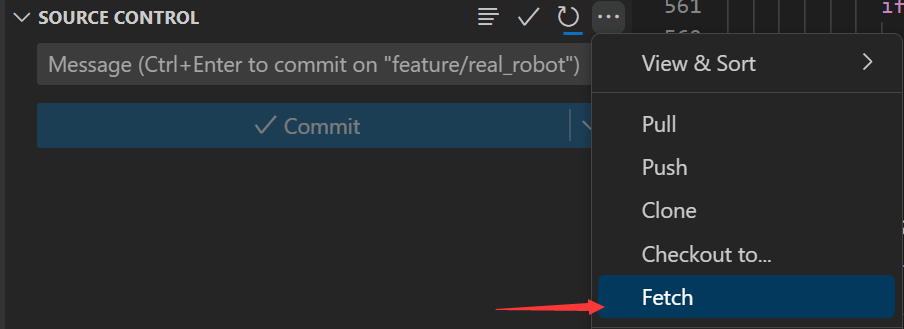 SOURCE CONTROL
561
if
Message (Ctrl+Enter to commit on "feature/real_robot")
View & Sort
Commit
Pull
Push
Clone
Checkout to...
Fetch